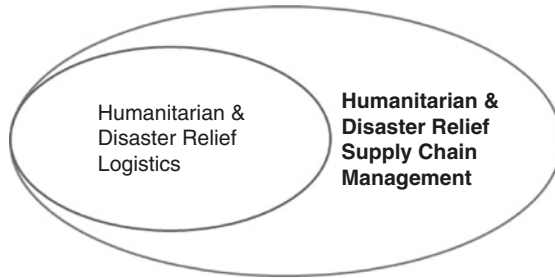 Humanitarian &
Disaster Relief
Logistics
Humanitarian &
Disaster Relief
Supply Chain
Management